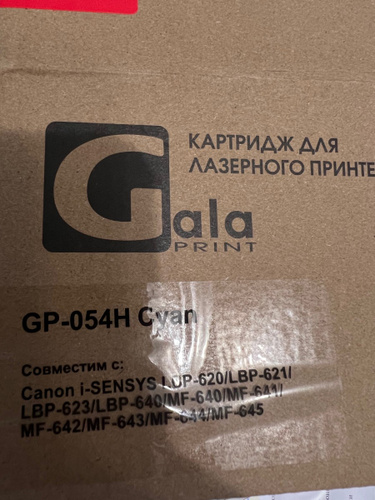 КАРТРИДЖ ДЛЯ
ЛАЗЕРНОГО ПРИНТЕ
Gala
PRINT
GP-054H Cyan
Совместим с:
Canon i-SENSYS LBP-620/LBP-621/
LBP-623/LBP-640/MF-640/MF-641/
MF-642/MF-643/MF-644/MF-645